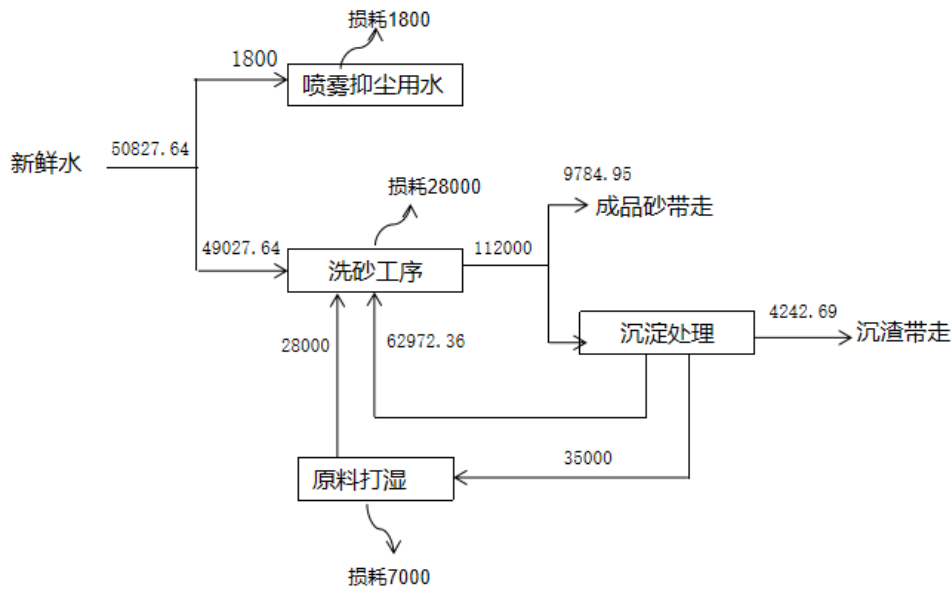 损耗1800
1800
喷雾抑尘用水
50827.64
新鲜水
9784.95
损耗28000
成品砂带走
49027.64
112000
洗砂工序
4242.69
28000
62972.36
沉淀处理
沉渣带走
35000
原料打湿
损耗7000